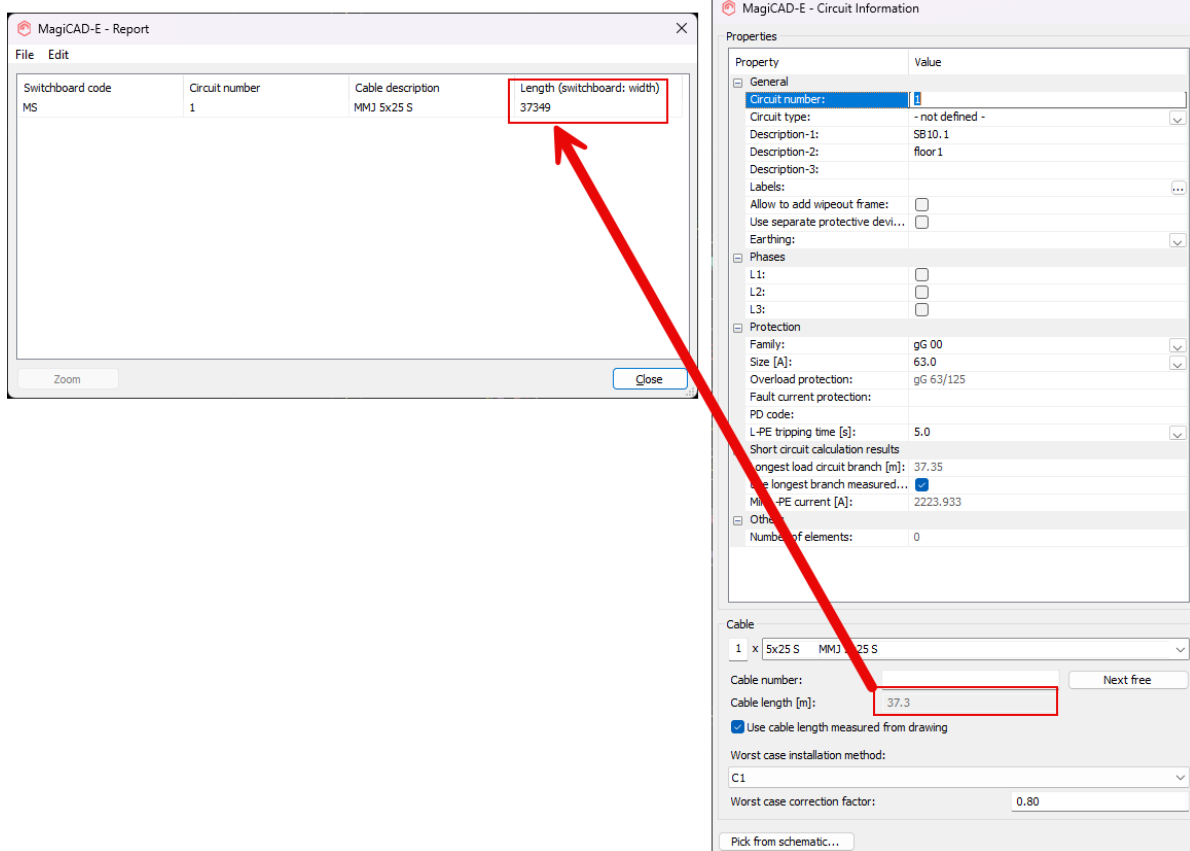 MagiCAD-E - Report
File Edit
Switchboard code Circuit number Cable description Length (switchboard: width)
MS 1 MMJ 5x25 S 37349
Zoom Close
MagiCAD-E - Circuit Information
Properties
Property Value
General
Circuit number: 1
Circuit type: - not defined -
Description-1: SB10.1
Description-2: floor1
Description-3:
Labels: ...
Allow to add wipeout frame:
Use separate protective devi...
Earthing:
Phases
L1:
L2:
L3:
Protection
Family: gG 00
Size [A]: 63.0
Overload protection: gG 63/125
Fault current protection:
PD code:
L-PE tripping time [s]: 5.0
Short circuit calculation results
ongest load circuit branch [m]: 37.35
longest branch measured...
-PE current [A]: 2223.933
Othe
Number of elements: 0
Cable
1 x 5x25 S MMJ 25 S
Cable number: Next free
Cable length [m]: 37.3
Use cable length measured from drawing
Worst case installation method:
C1
Worst case correction factor: 0.80
Pick from schematic...